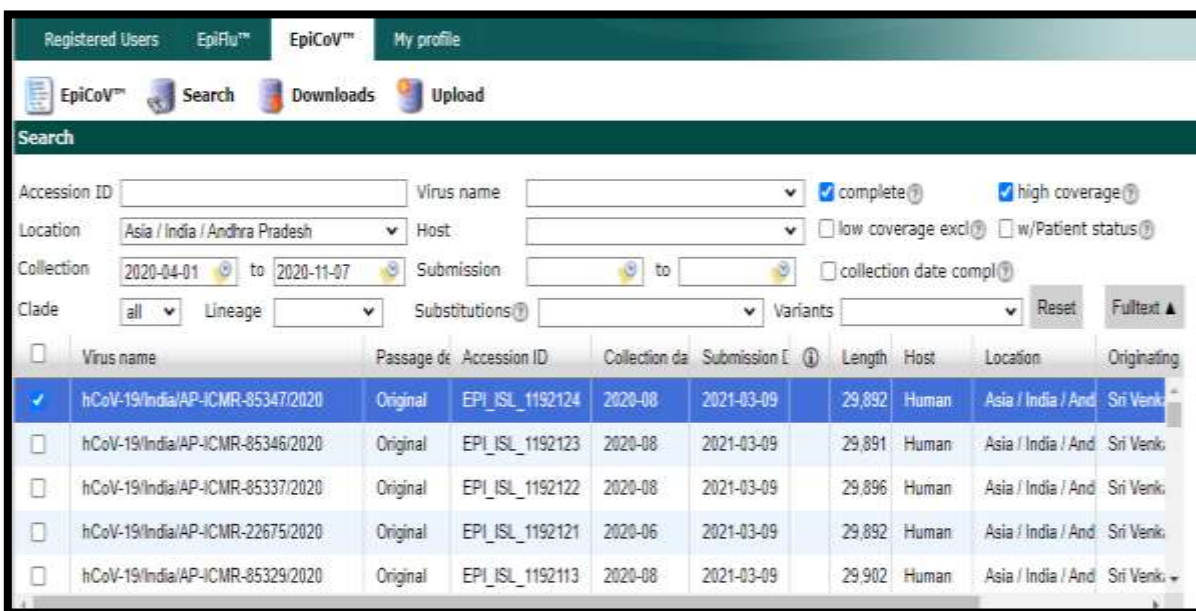 Registered Users EpiFlu™ EpiCoV™ My profile
EpiCoV™ Search Downloads Upload
Search
Accession ID Virus name complete high coverage
Location Asia / India / Andhra Pradesh Host low coverage excl w/Patient status
Collection 2020-04-01 to 2020-11-07 Submission to collection date compl
Clade all Lineage Substitutions Variants Reset Fulltext ▲
Virus name Passage de Accession ID Collection da Submission D Length Host Location Originating
hCoV-19/India/AP-ICMR-85347/2020 Original EPI_ISL_1192124 2020-08 2021-03-09 29,892 Human Asia / India / And Sri Venka
hCoV-19/India/AP-ICMR-85346/2020 Original EPI_ISL_1192123 2020-08 2021-03-09 29,891 Human Asia / India / And Sri Venka
hCoV-19/India/AP-ICMR-85337/2020 Original EPI_ISL_1192122 2020-08 2021-03-09 29,896 Human Asia / India / And Sri Venka
hCoV-19/India/AP-ICMR-22675/2020 Original EPI_ISL_1192121 2020-06 2021-03-09 29,892 Human Asia / India / And Sri Venka
hCoV-19/India/AP-ICMR-85329/2020 Original EPI_ISL_1192113 2020-08 2021-03-09 29,902 Human Asia / India / And Sri Venka